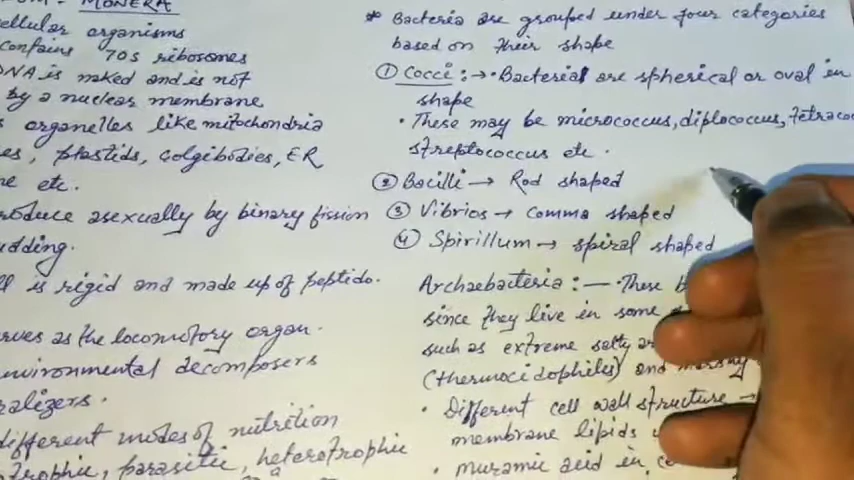 MONERA
cellular organisms
contains 70s ribosomes
DNA is naked and is not
by a nuclear membrane
organelles like mitochondria
plastids, Golgibodies, ER
etc.
asexually by binary fission
is rigid and made up of peptido.
as the locomotory organ.
environmental decomposers
different modes of nutrition
parasitic, heterotrophic
* Bacteria are grouped under four categories
based on their shape
① Cocci :→ • Bacterial are spherical or oval in
shape
• These may be micrococcus, diplococcus,
streptococcus etc.
② Bacilli → Rod shaped
③ Vibrios → Comma shaped
④ Spirillum → spiral shaped
Archaebacteria :— • These
since they live in some
such as extreme salty
(thermocidophiles) and
• Different cell wall structure
membrane lipids
• muramic acid in